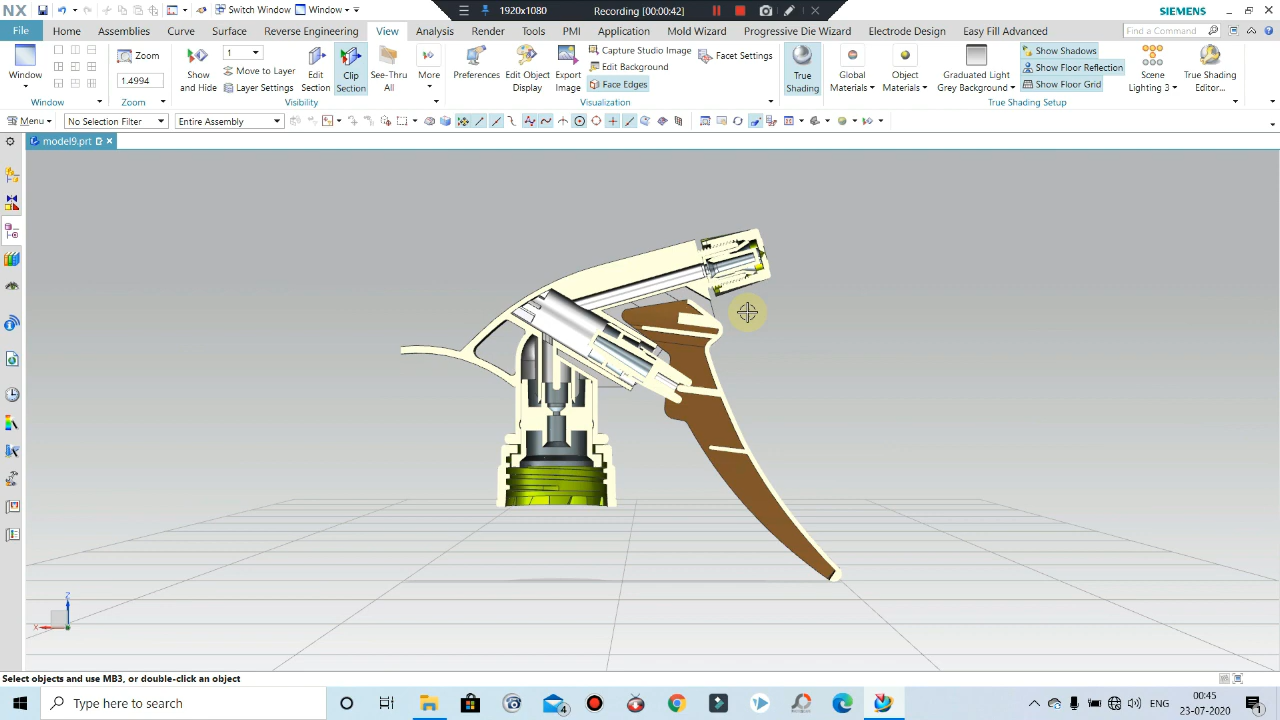 NX
Switch Window
Window
1920x1080
Recording [00:00:42]
SIEMENS
File
Home
Assemblies
Curve
Surface
Reverse Engineering
View
Analysis
Render
Tools
PMI
Application
Mold Wizard
Progressive Die Wizard
Electrode Design
Easy Fill Advanced
Find a Command
Window
Zoom
1.4994
Show and Hide
1
Move to Layer
Layer Settings
Edit Section
Clip Section
See-Thru All
More
Preferences
Edit Object Display
Export Image
Capture Studio Image
Edit Background
Face Edges
Facet Settings
True Shading
Global Materials
Object Materials
Graduated Light Grey Background
Show Shadows
Show Floor Reflection
Show Floor Grid
Scene Lighting 3
True Shading Editor...
Window
Zoom
Visibility
Visualization
True Shading Setup
Menu
No Selection Filter
Entire Assembly
model9.prt
Z
X
Select objects and use MB3, or double-click an object
Type here to search
4
ENG
00:45
23-07-2020
1